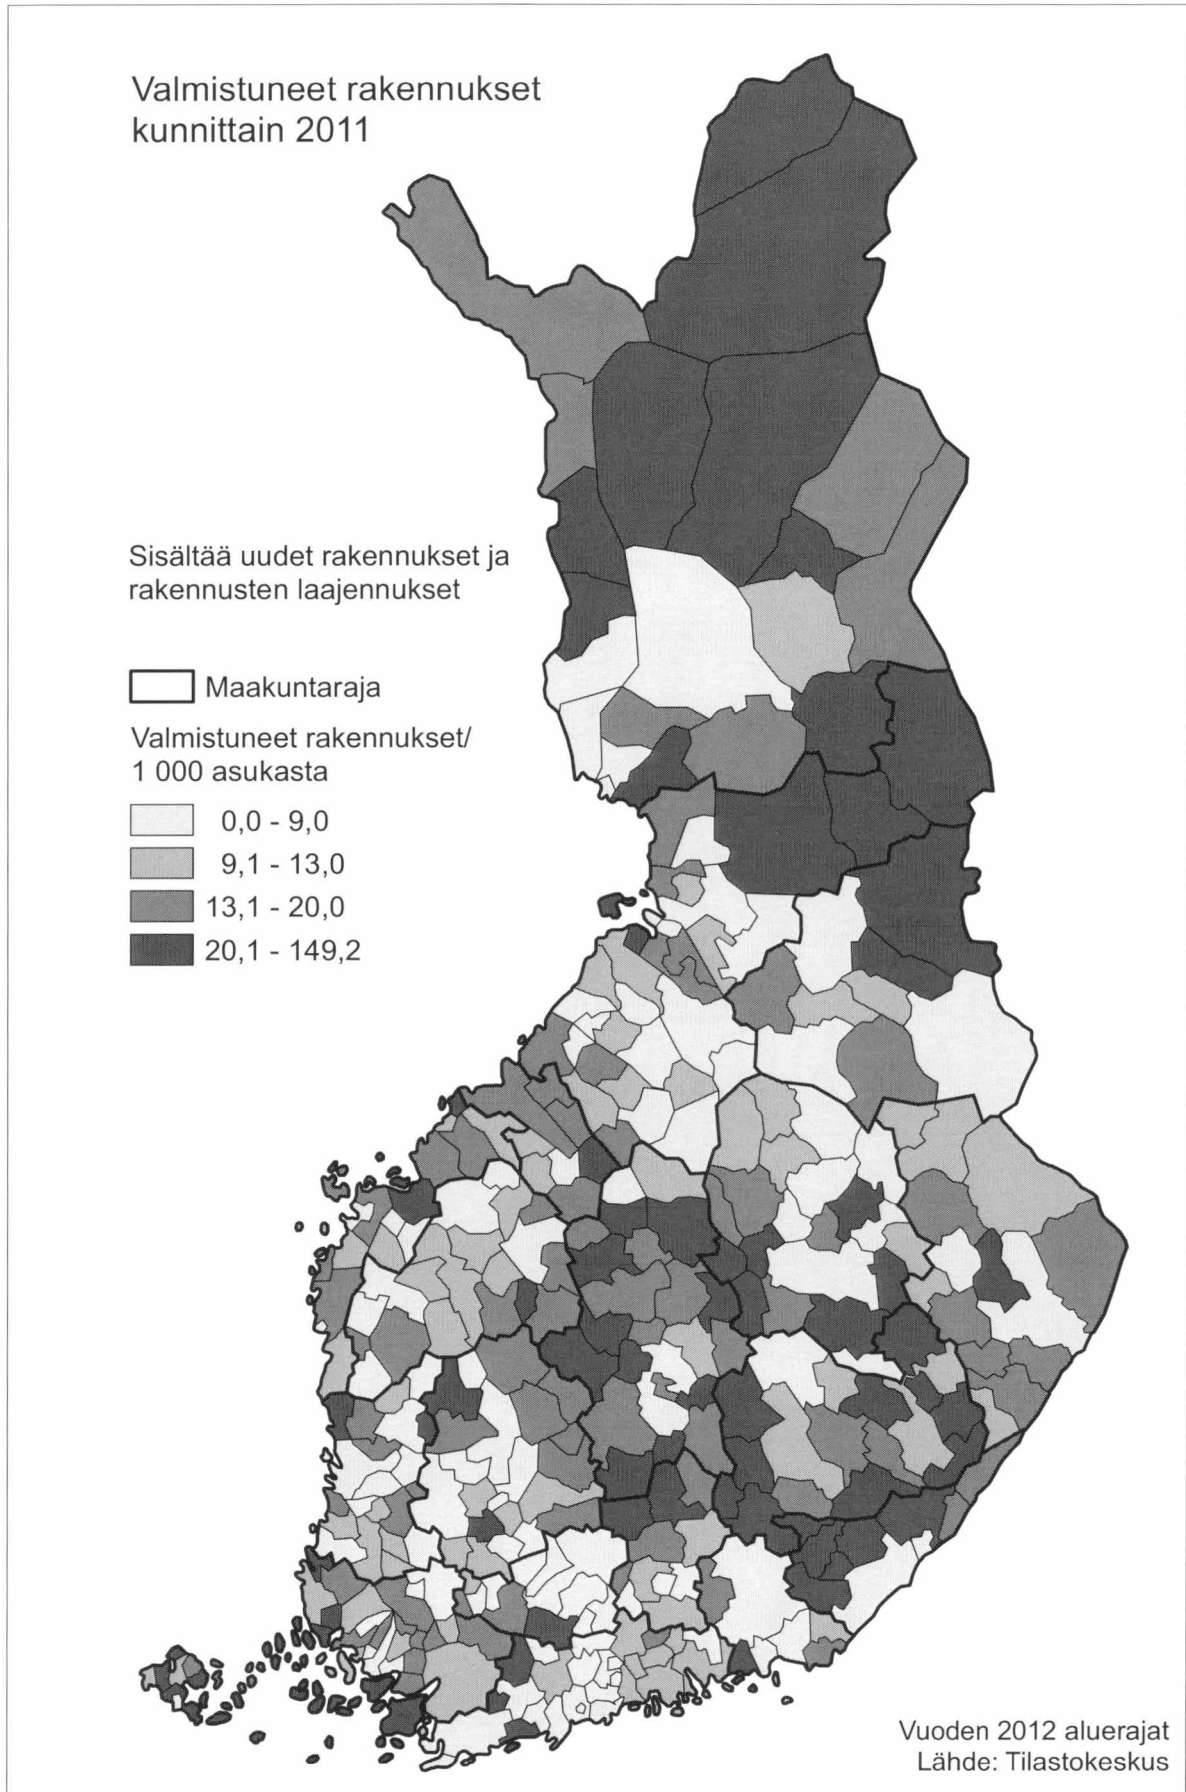 Valmistuneet rakennukset
kunnittain 2011
Sisältää uudet rakennukset ja
rakennusten laajennukset
Maakuntaraja
Valmistuneet rakennukset/
1 000 asukasta
0,0 - 9,0
9,1 - 13,0
13,1 - 20,0
20,1 - 149,2
Vuoden 2012 aluerajat
Lähde: Tilastokeskus